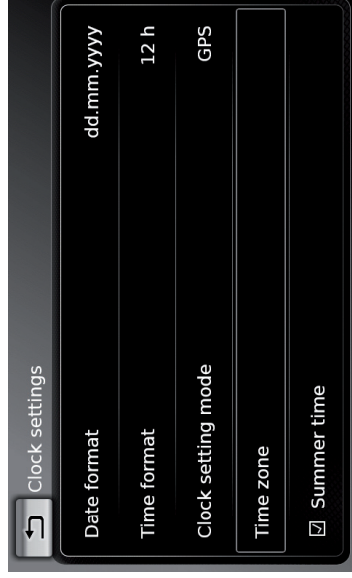 Clock settings
Date format dd.mm.yyyy
Time format 12 h
Clock setting mode GPS
Time zone
Summer time